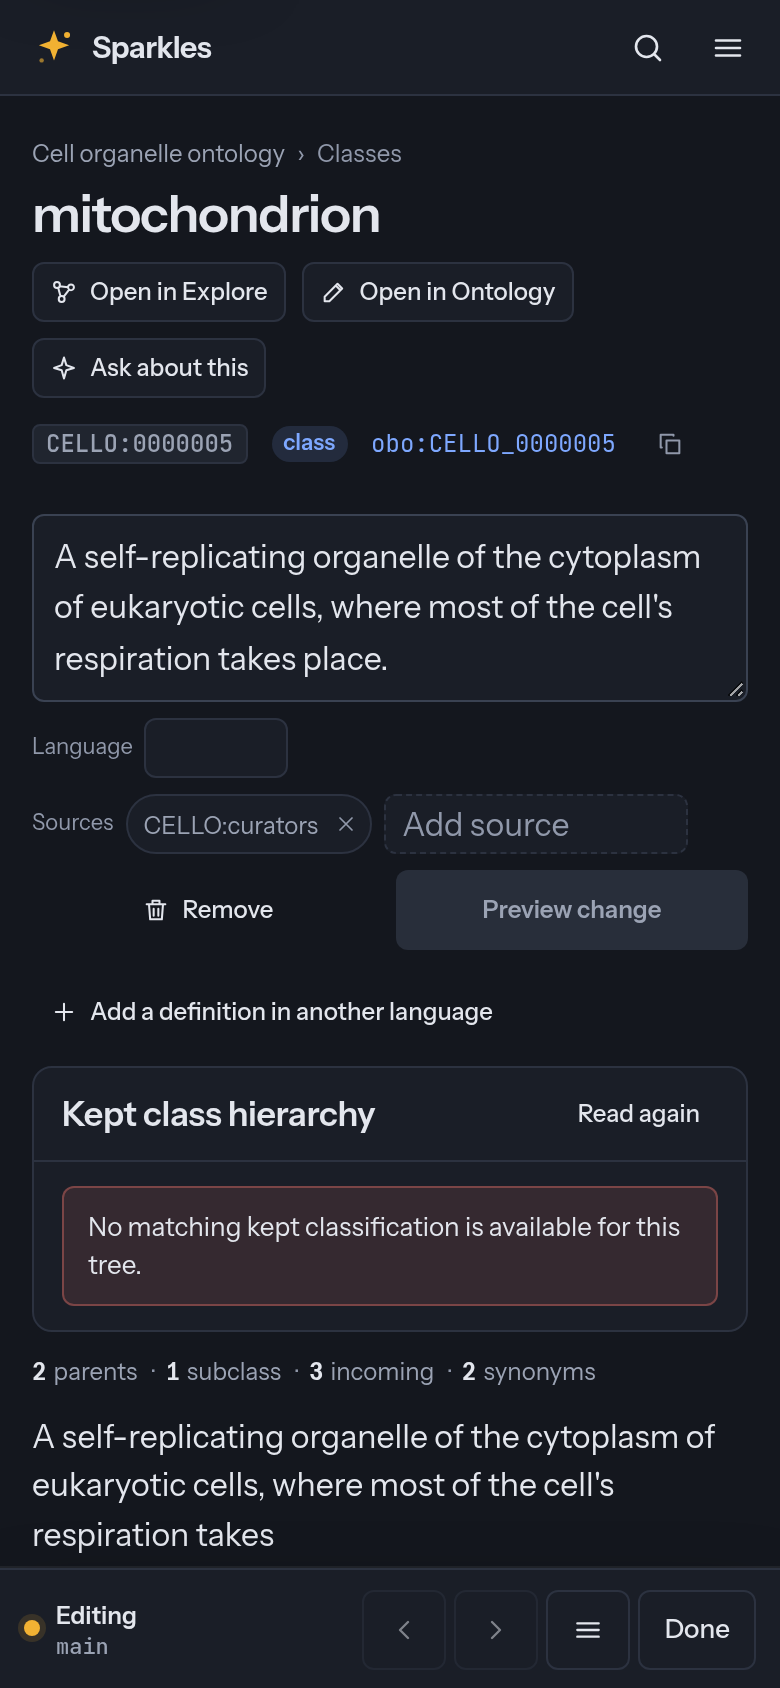 Sparkles
Cell organelle ontology › Classes
mitochondrion
Open in Explore
Open in Ontology
Ask about this
CELLO:0000005 class obo:CELLO_0000005
A self-replicating organelle of the cytoplasm
of eukaryotic cells, where most of the cell's
respiration takes place.
Language
Sources CELLO:curators × Add source
Remove
Preview change
+ Add a definition in another language
Kept class hierarchy
Read again
No matching kept classification is available for this
tree.
2 parents · 1 subclass · 3 incoming · 2 synonyms
A self-replicating organelle of the cytoplasm of
eukaryotic cells, where most of the cell's
respiration takes
Editing
main
Done